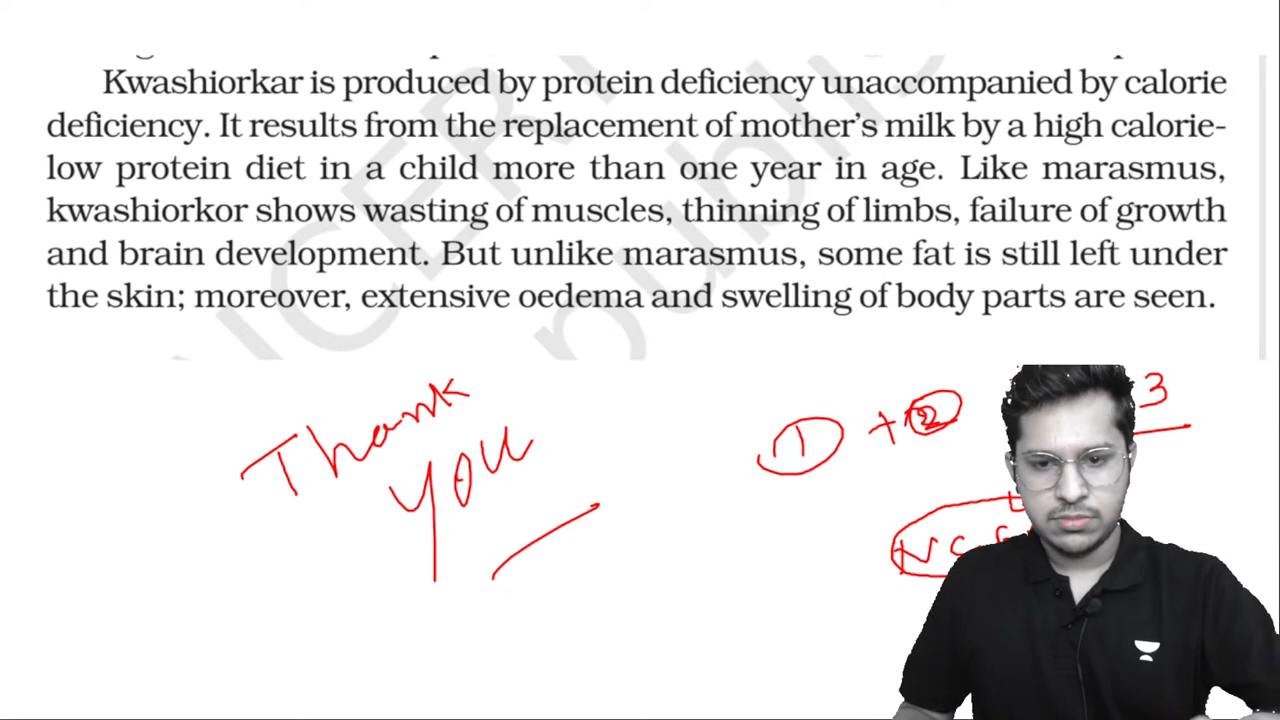 Kwashiorkar is produced by protein deficiency unaccompanied by calorie
deficiency. It results from the replacement of mother's milk by a high calorie-
low protein diet in a child more than one year in age. Like marasmus,
kwashiorkor shows wasting of muscles, thinning of limbs, failure of growth
and brain development. But unlike marasmus, some fat is still left under
the skin; moreover, extensive oedema and swelling of body parts are seen.
Thank
You
1 + 2
3